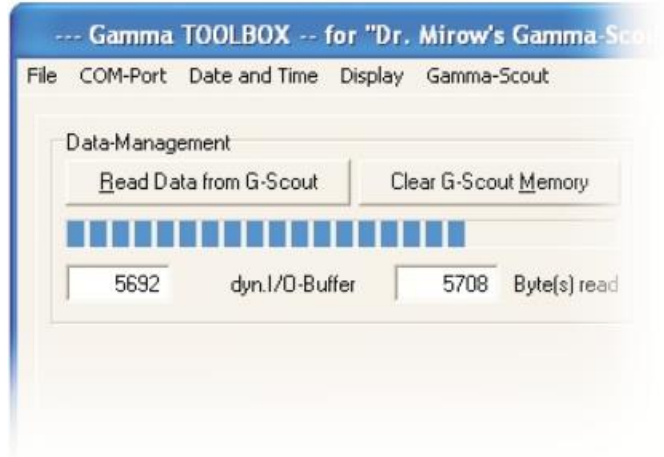 --- Gamma TOOLBOX -- for "Dr. Mirow's Gamma-Scout
File COM-Port Date and Time Display Gamma-Scout
Data-Management
Read Data from G-Scout Clear G-Scout Memory
5692 dyn.I/O-Buffer 5708 Byte(s) read